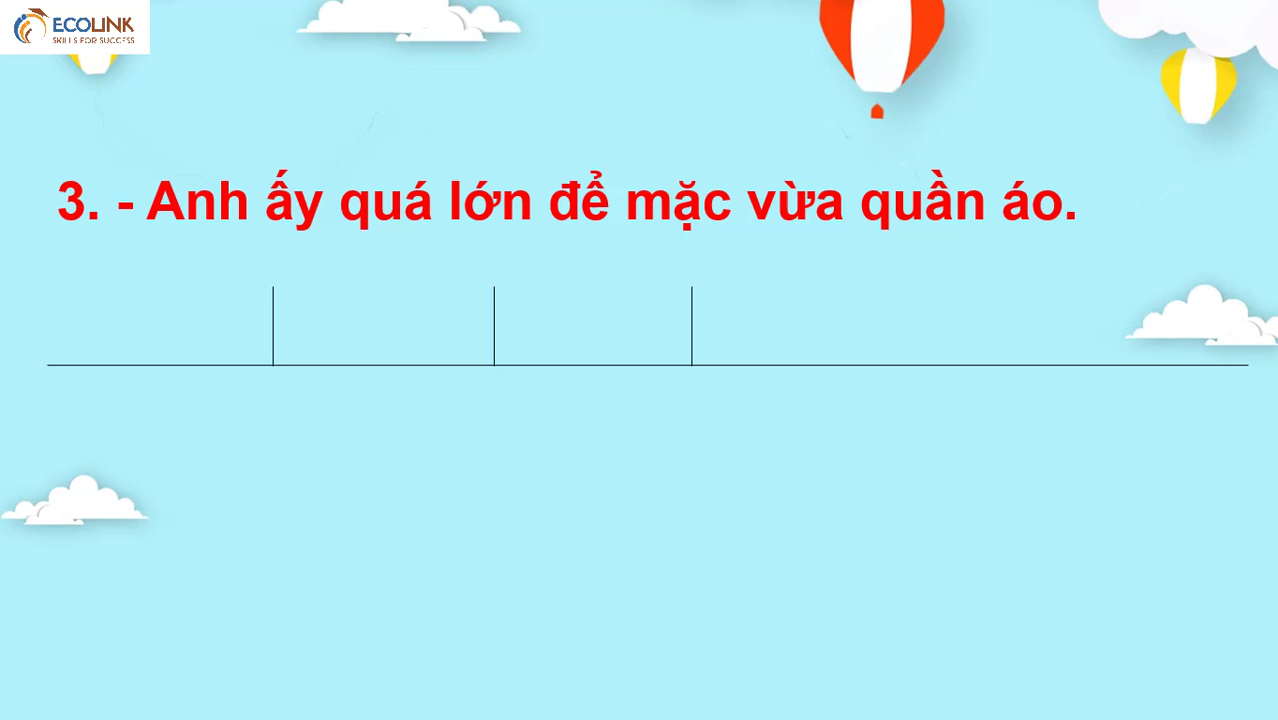 ECOLINK
SKILLS FOR SUCCESS
3. - Anh ấy quá lớn để mặc vừa quần áo.